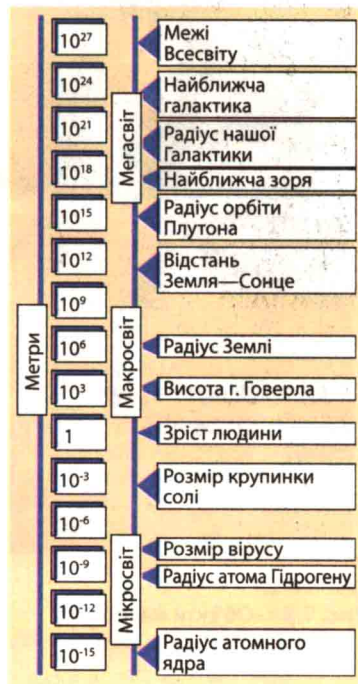 Метри
10²⁷
10²⁴
10²¹
10¹⁸
10¹⁵
10¹²
10⁹
10⁶
10³
1
10⁻³
10⁻⁶
10⁻⁹
10⁻¹²
10⁻¹⁵
Мегасвіт
Макросвіт
Мікросвіт
Межі
Всесвіту
Найближча
галактика
Радіус нашої
Галактики
Найближча зоря
Радіус орбіти
Плутона
Відстань
Земля—Сонце
Радіус Землі
Висота г. Говерла
Зріст людини
Розмір крупинки
солі
Розмір вірусу
Радіус атома Гідрогену
Радіус атомного
ядра